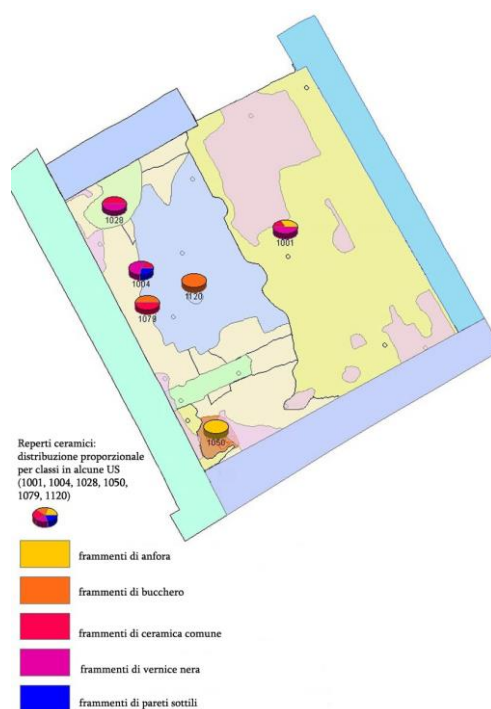 1028
1001
1004
1120
1079
1050
Reperti ceramici:
distribuzione proporzionale
per classi in alcune US
(1001, 1004, 1028, 1050,
1079, 1120)
frammenti di anfora
frammenti di bucchero
frammenti di ceramica comune
frammenti di vernice nera
frammenti di pareti sottili